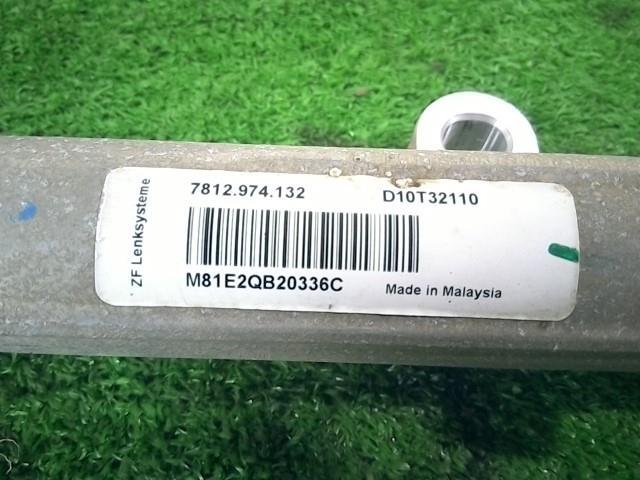 ZF Lenksysteme
7812.974.132 D10T32110
M81E2QB20336C Made in Malaysia